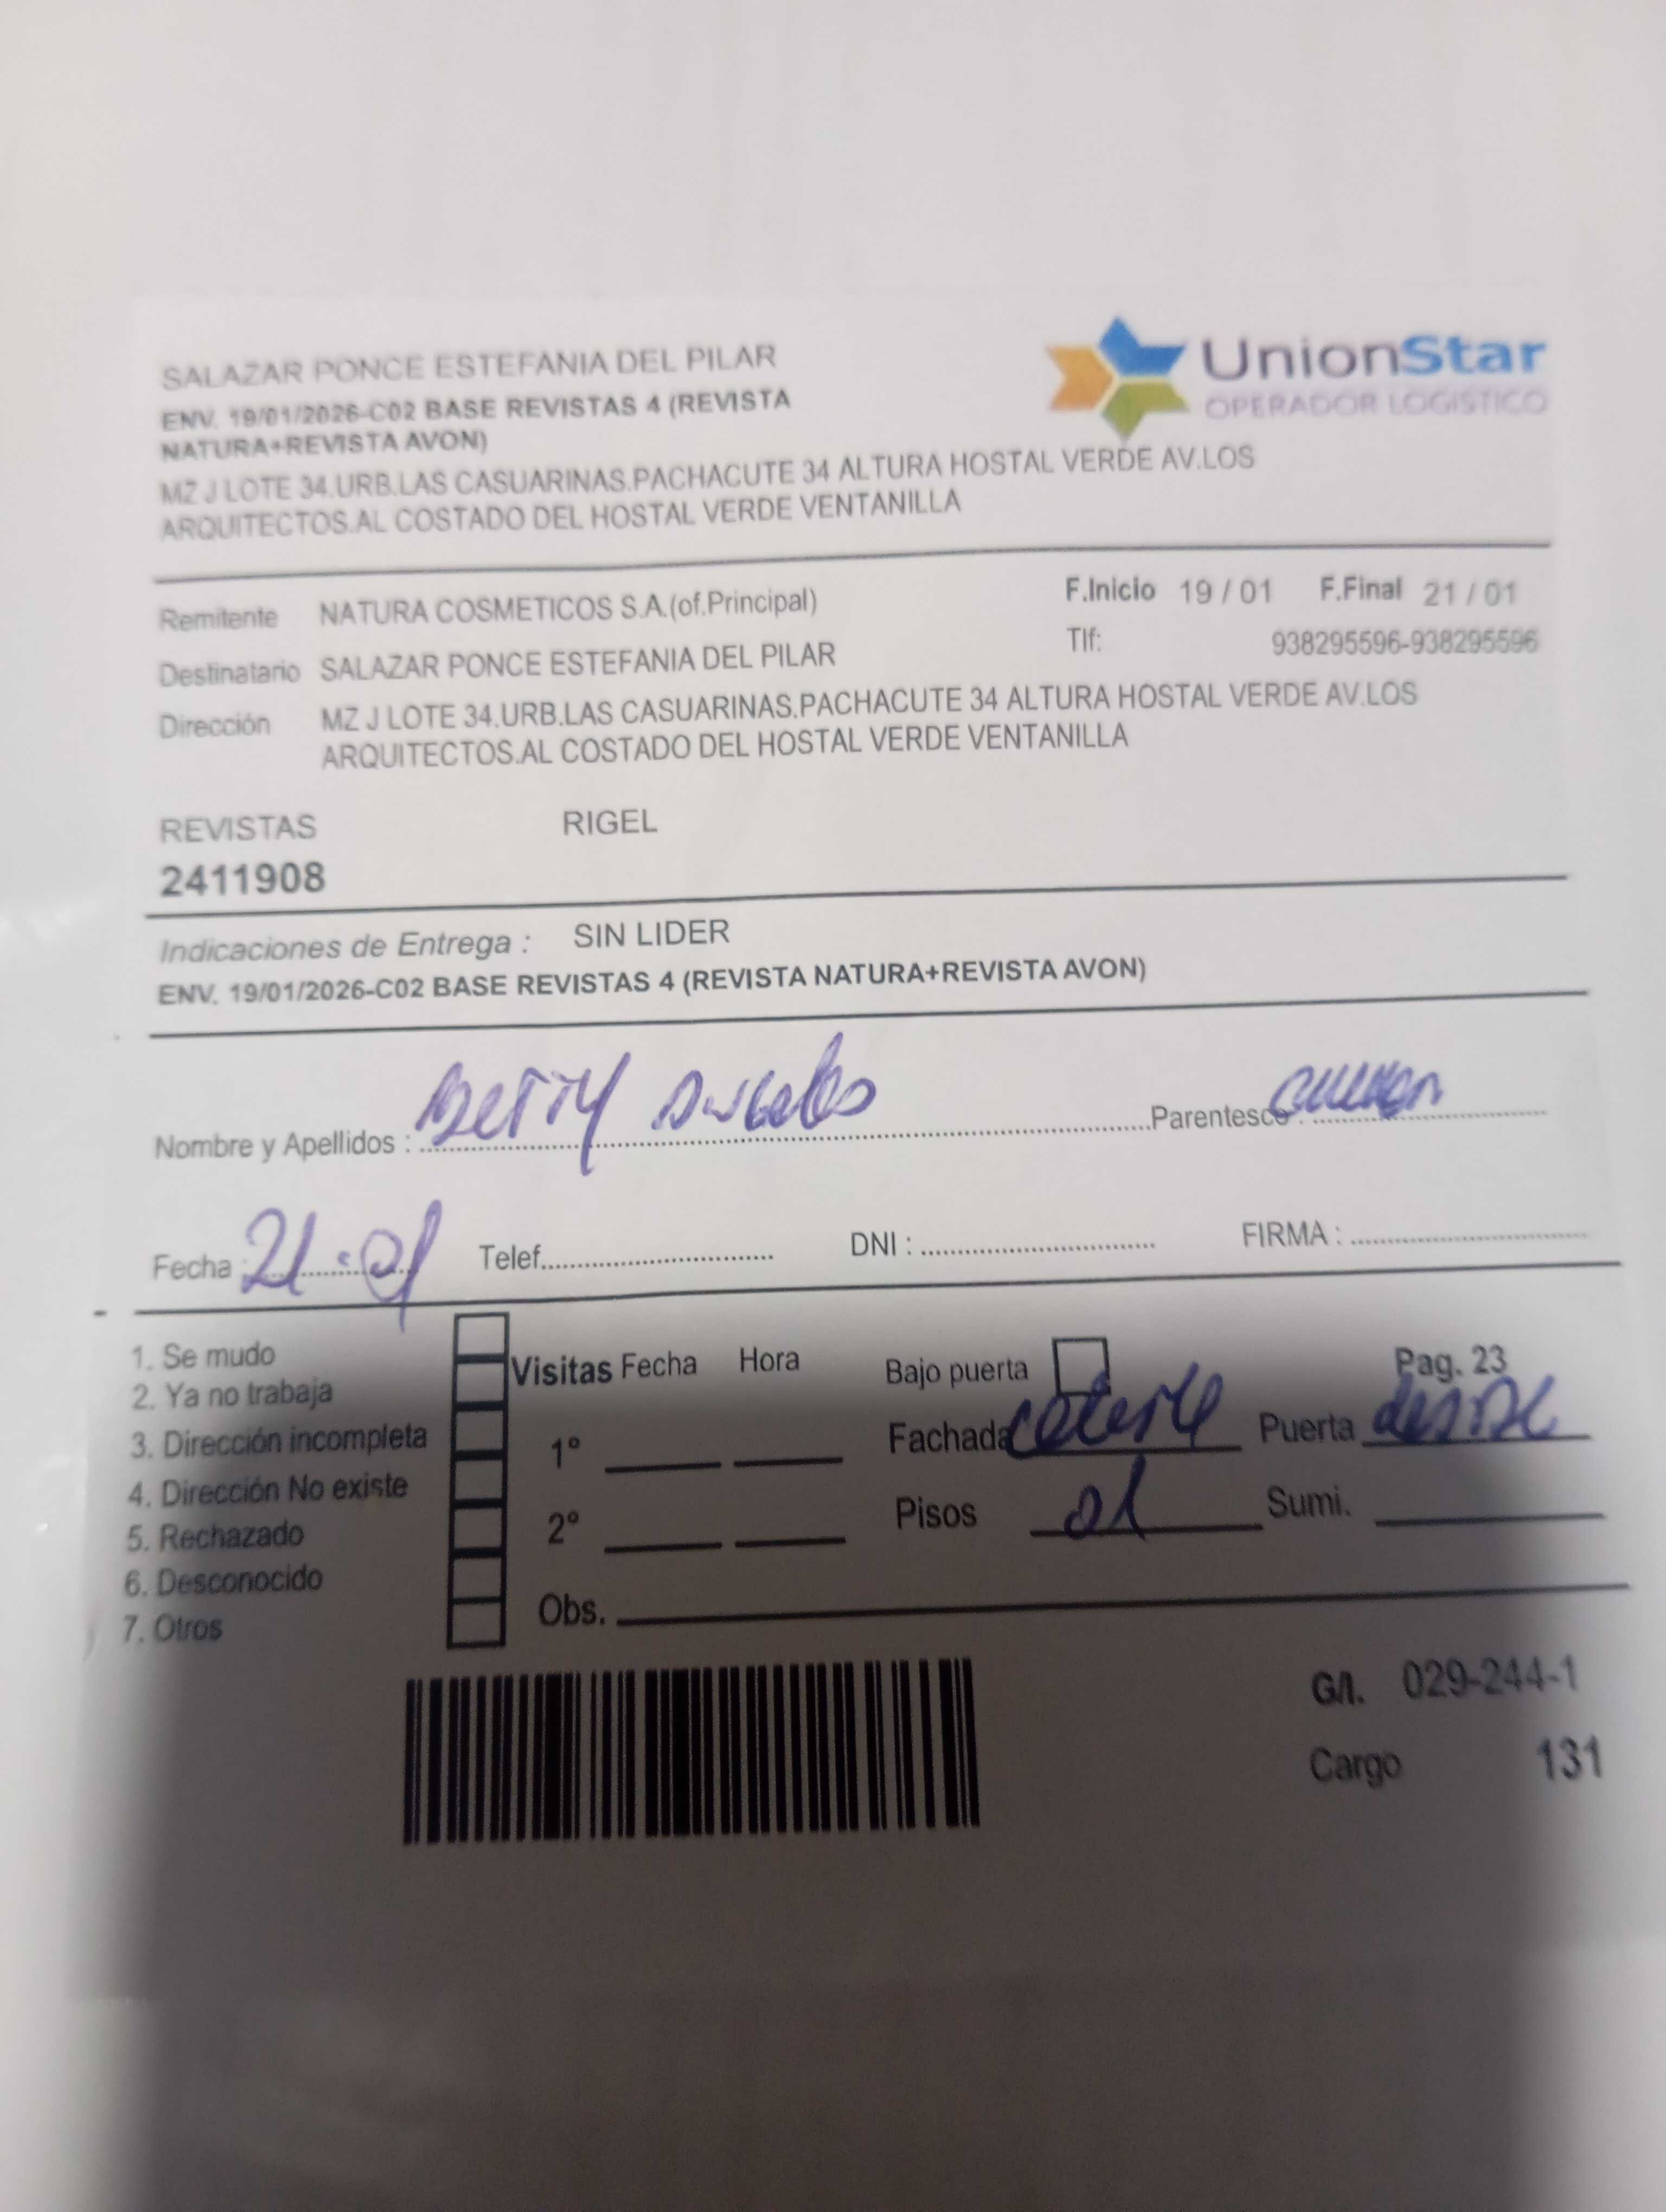 SALAZAR PONCE ESTEFANIA DEL PILAR
UnionStar
OPERADOR LOGÍSTICO
ENV. 19/01/2026-C02 BASE REVISTAS 4 (REVISTA
NATURA+REVISTA AVON)
MZ J LOTE 34.URB.LAS CASUARINAS.PACHACUTE 34 ALTURA HOSTAL VERDE AV.LOS
ARQUITECTOS.AL COSTADO DEL HOSTAL VERDE VENTANILLA
Remitente NATURA COSMETICOS S.A.(of.Principal) F.Inicio 19 / 01 F.Final 21 / 01
Destinatario SALAZAR PONCE ESTEFANIA DEL PILAR Tlf: 938295596-938295596
Dirección MZ J LOTE 34.URB.LAS CASUARINAS.PACHACUTE 34 ALTURA HOSTAL VERDE AV.LOS
ARQUITECTOS.AL COSTADO DEL HOSTAL VERDE VENTANILLA
REVISTAS RIGEL
2411908
Indicaciones de Entrega : SIN LIDER
ENV. 19/01/2026-C02 BASE REVISTAS 4 (REVISTA NATURA+REVISTA AVON)
Nombre y Apellidos : Betty Parentesco :
Fecha : 21-01 Telef. DNI : FIRMA :
1. Se mudo
2. Ya no trabaja
3. Dirección incompleta
4. Dirección No existe
5. Rechazado
6. Desconocido
7. Otros
Visitas Fecha Hora
1°
2°
Obs.
Bajo puerta Pag. 23
Fachada celeste Puerta
Pisos 01 Sumi.
G/I. 029-244-1
Cargo 131